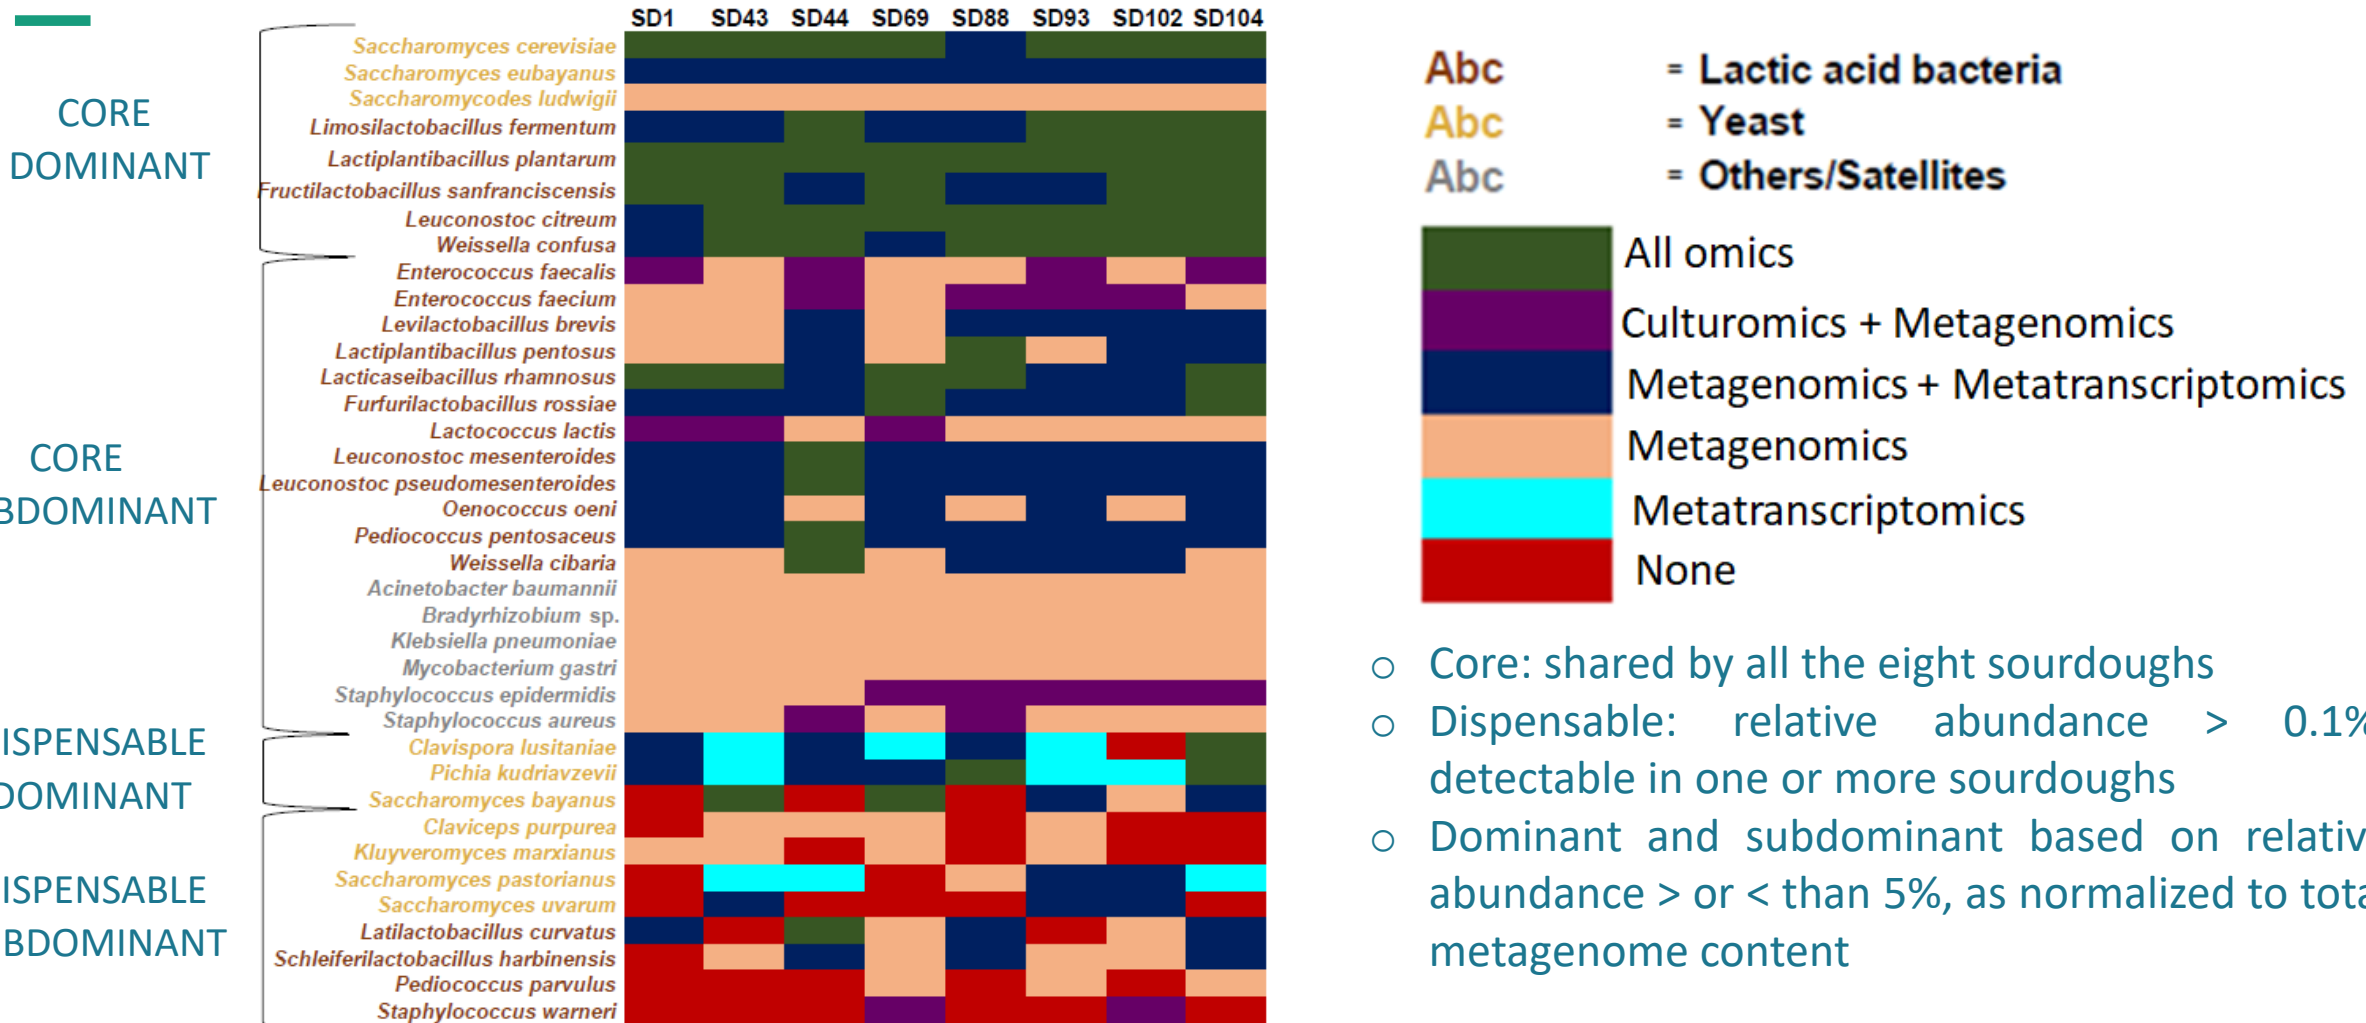 SD1 SD43 SD44 SD69 SD88 SD93 SD102 SD104
CORE
DOMINANT
Saccharomyces cerevisiae
Saccharomyces eubayanus
Saccharomycodes ludwigii
Limosilactobacillus fermentum
Lactiplantibacillus plantarum
Fructilactobacillus sanfranciscensis
Leuconostoc citreum
Weissella confusa
CORE
BDOMINANT
Enterococcus faecalis
Enterococcus faecium
Levilactobacillus brevis
Lactiplantibacillus pentosus
Lacticaseibacillus rhamnosus
Furfurilactobacillus rossiae
Lactococcus lactis
Leuconostoc mesenteroides
Leuconostoc pseudomesenteroides
Oenococcus oeni
Pediococcus pentosaceus
Weissella cibaria
Acinetobacter baumannii
Bradyrhizobium sp.
Klebsiella pneumoniae
Mycobacterium gastri
Staphylococcus epidermidis
Staphylococcus aureus
ISPENSABLE
DOMINANT
Clavispora lusitaniae
Pichia kudriavzevii
Saccharomyces bayanus
ISPENSABLE
BDOMINANT
Claviceps purpurea
Kluyveromyces marxianus
Saccharomyces pastorianus
Saccharomyces uvarum
Latilactobacillus curvatus
Schleiferilactobacillus harbinensis
Pediococcus parvulus
Staphylococcus warneri
Abc = Lactic acid bacteria
Abc = Yeast
Abc = Others/Satellites
All omics
Culturomics + Metagenomics
Metagenomics + Metatranscriptomics
Metagenomics
Metatranscriptomics
None
○ Core: shared by all the eight sourdoughs
○ Dispensable: relative abundance > 0.1%
detectable in one or more sourdoughs
○ Dominant and subdominant based on relativ
abundance > or < than 5%, as normalized to tota
metagenome content